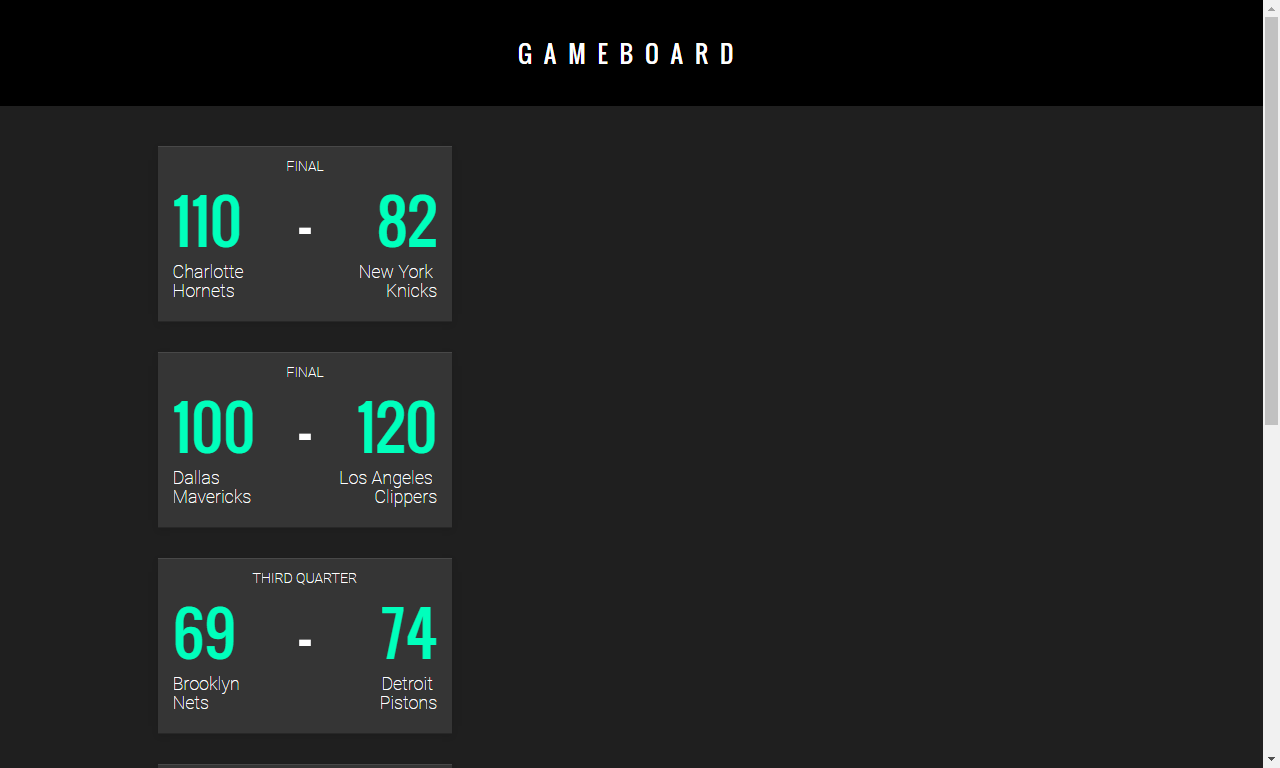 GAMEBOARD
FINAL
110 - 82
Charlotte New York
Hornets Knicks
FINAL
100 - 120
Dallas Los Angeles
Mavericks Clippers
THIRD QUARTER
69 - 74
Brooklyn Detroit
Nets Pistons